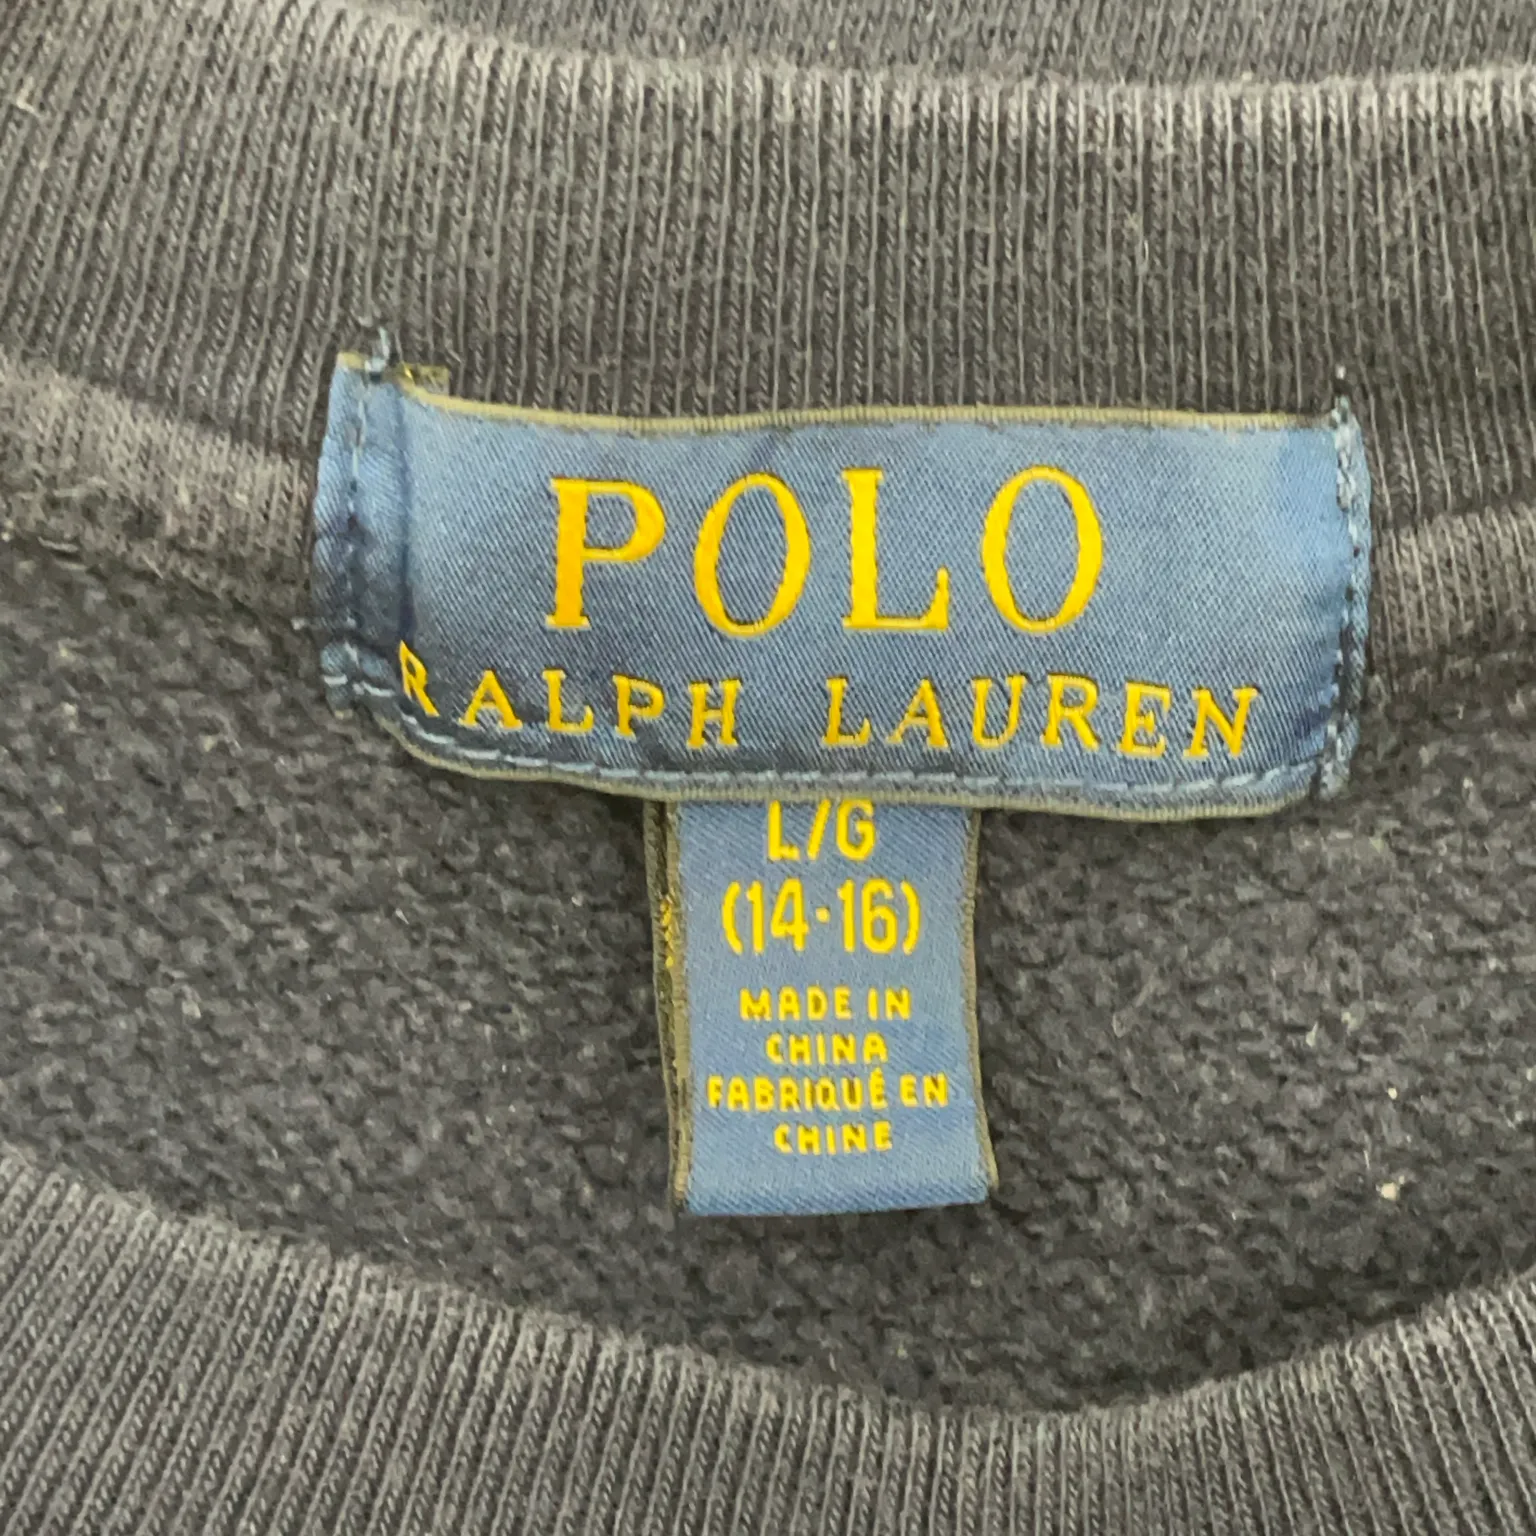 POLO
RALPH LAUREN
L/G
(14-16)
MADE IN
CHINA
FABRIQUÉ EN
CHINE